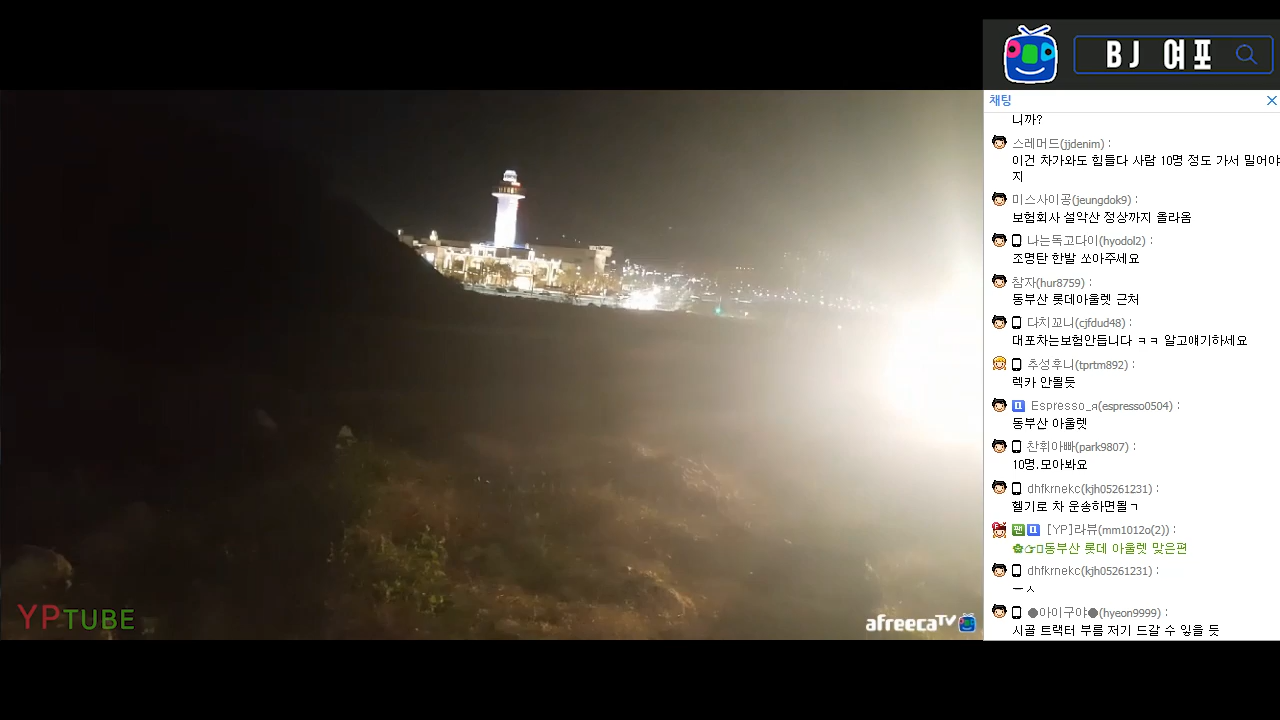 BJ 여포
채팅
니까?
스레머드(jjdenim) :
이건 차가와도 힘들다 사람 10명 정도 가서 밀어야
지
미스사이공(jeungdok9) :
보험회사 설악산 정상까지 올라옴
나는독고다이(hyodol2) :
조명탄 한발 쏘아주세요
참자(hur8759) :
동부산 롯데아울렛 근처
다치꼬니(cjfdud48) :
대포차는보험안듭니다 ㅋㅋ 알고얘기하세요
추성후니(tprtm892) :
렉카 안될듯
Espresso_я(espresso0504) :
동부산 아울렛
찬휘아빠(park9807) :
10명.모아봐요
dhfkrnekc(kjh05261231) :
헬기로 차 운송하면될ㄱ
팬 [YP]라뷰(mm1012o(2)) :
✿☞동부산 롯데 아울렛 맞은편
dhfkrnekc(kjh05261231) :
ㅡㅅ
●아이구야●(hyeon9999) :
시골 트랙터 부름 저기 드갈 수 잇을 듯
YPTUBE
afreecaTV